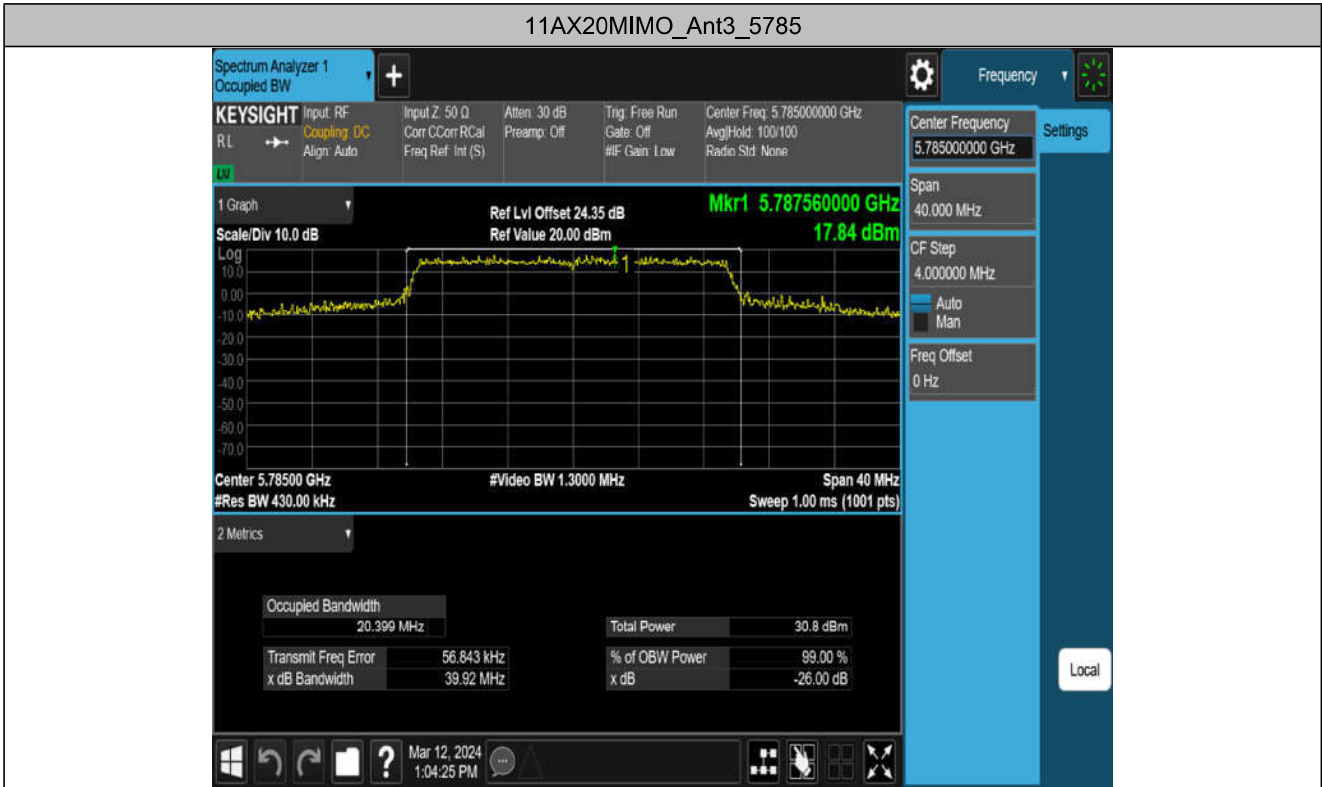 11AX20MIMO_Ant3_5785
Spectrum Analyzer 1
Occupied BW
+
Frequency
KEYSIGHT
RL
LXI
Input: RF
Coupling: DC
Align: Auto
Input Z: 50 Ω
Corr CCorr RCal
Freq Ref: Int (S)
Atten: 30 dB
Preamp: Off
Trig: Free Run
Gate: Off
#IF Gain: Low
Center Freq: 5.785000000 GHz
Avg|Hold: 100/100
Radio Std: None
Center Frequency
5.785000000 GHz
Settings
Span
40.000 MHz
CF Step
4.000000 MHz
Auto
Man
Freq Offset
0 Hz
1 Graph
Scale/Div 10.0 dB
Ref Lvl Offset 24.35 dB
Ref Value 20.00 dBm
Mkr1 5.787560000 GHz
17.84 dBm
Log
10.0
0.00
-10.0
-20.0
-30.0
-40.0
-50.0
-60.0
-70.0
1
Center 5.78500 GHz
#Res BW 430.00 kHz
#Video BW 1.3000 MHz
Span 40 MHz
Sweep 1.00 ms (1001 pts)
2 Metrics
Occupied Bandwidth
20.399 MHz
Total Power 30.8 dBm
Transmit Freq Error 56.843 kHz
% of OBW Power 99.00 %
x dB Bandwidth 39.92 MHz
x dB -26.00 dB
Local
?
Mar 12, 2024
1:04:25 PM